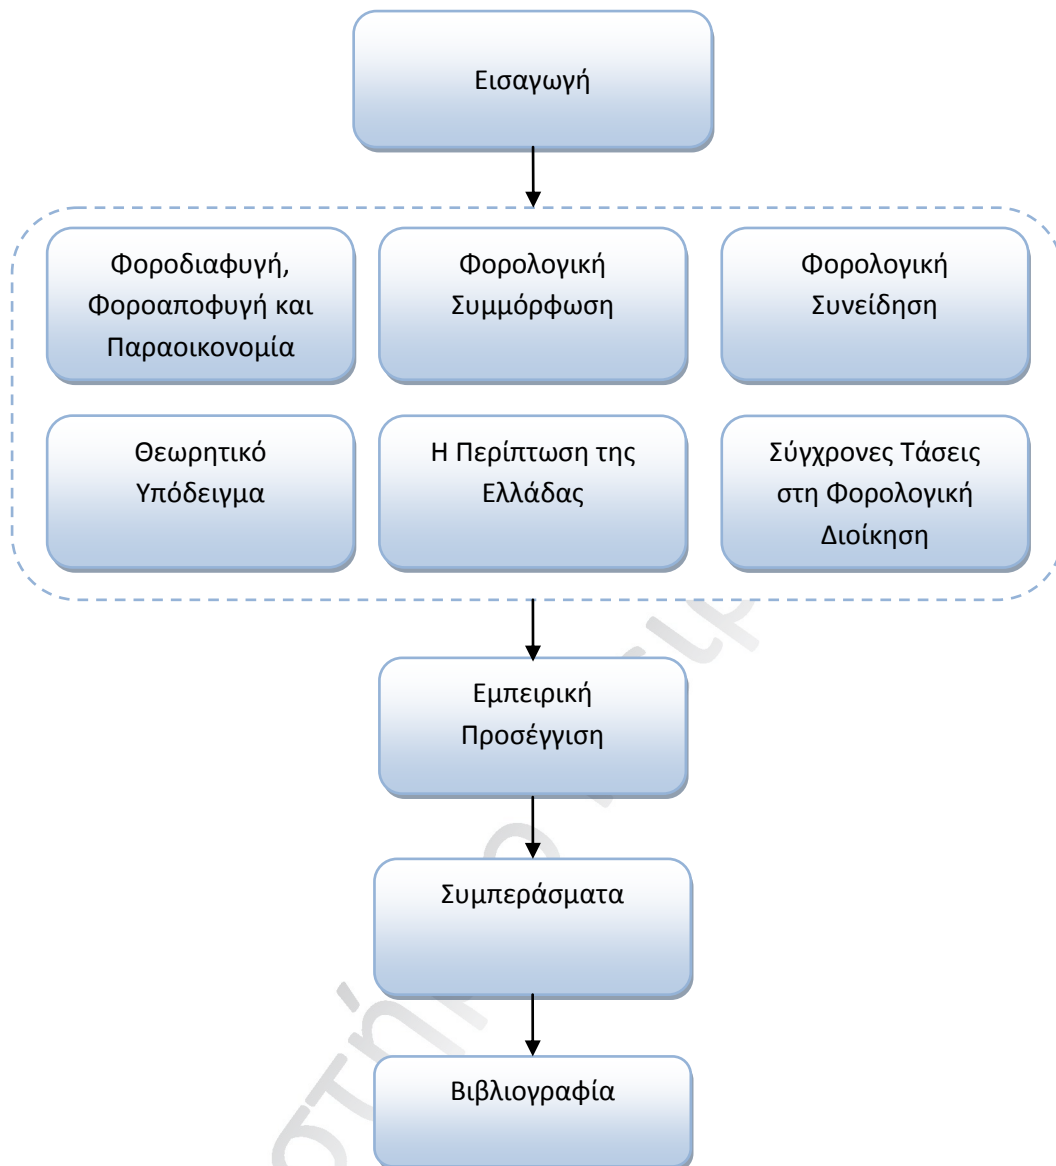 Εισαγωγή
Φοροδιαφυγή,
Φοροαποφυγή και
Παραοικονομία
Φορολογική
Συμμόρφωση
Φορολογική
Συνείδηση
Θεωρητικό
Υπόδειγμα
Η Περίπτωση της
Ελλάδας
Σύγχρονες Τάσεις
στη Φορολογική
Διοίκηση
Εμπειρική
Προσέγγιση
Συμπεράσματα
Βιβλιογραφία